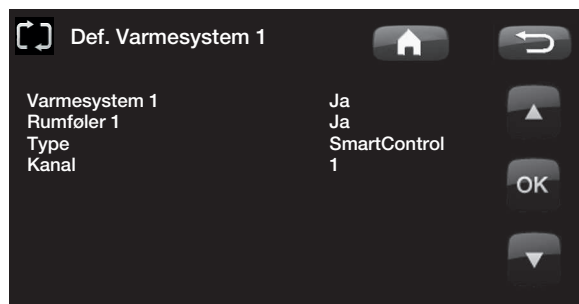 Def. Varmesystem 1
Varmesystem 1 Ja
Rumføler 1 Ja
Type SmartControl
Kanal 1
OK